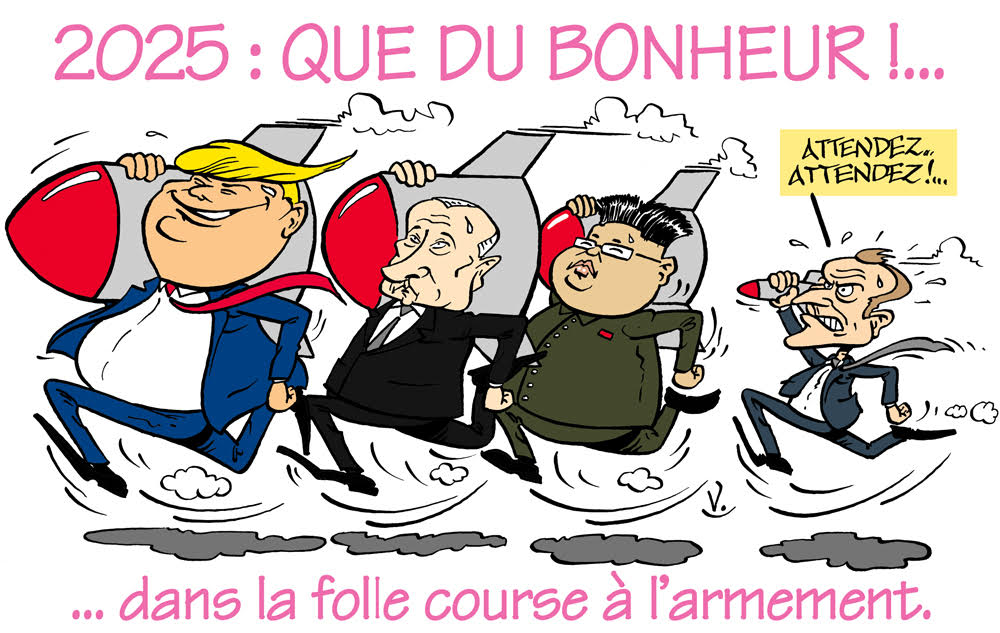 2025 : QUE DU BONHEUR !...
ATTENDEZ...
ATTENDEZ !...
V.
... dans la folle course à l'armement.